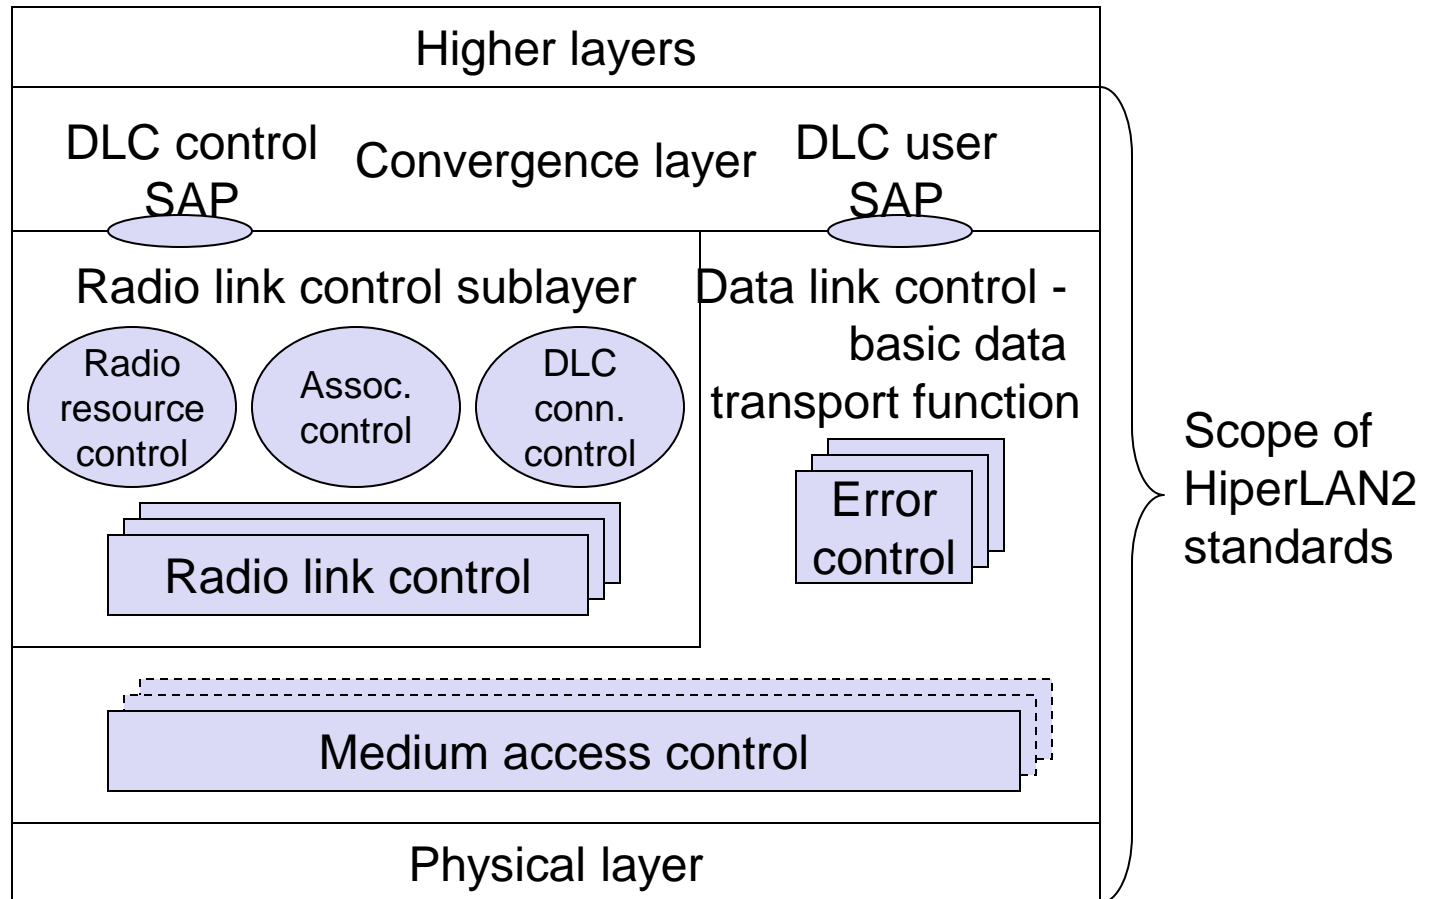 Higher layers
DLC control
SAP
Convergence layer
DLC user
SAP
Radio link control sublayer
Data link control -
basic data
transport function
Radio
resource
control
Assoc.
control
DLC
conn.
control
Error
control
Radio link control
Medium access control
Physical layer
Scope of
HiperLAN2
standards